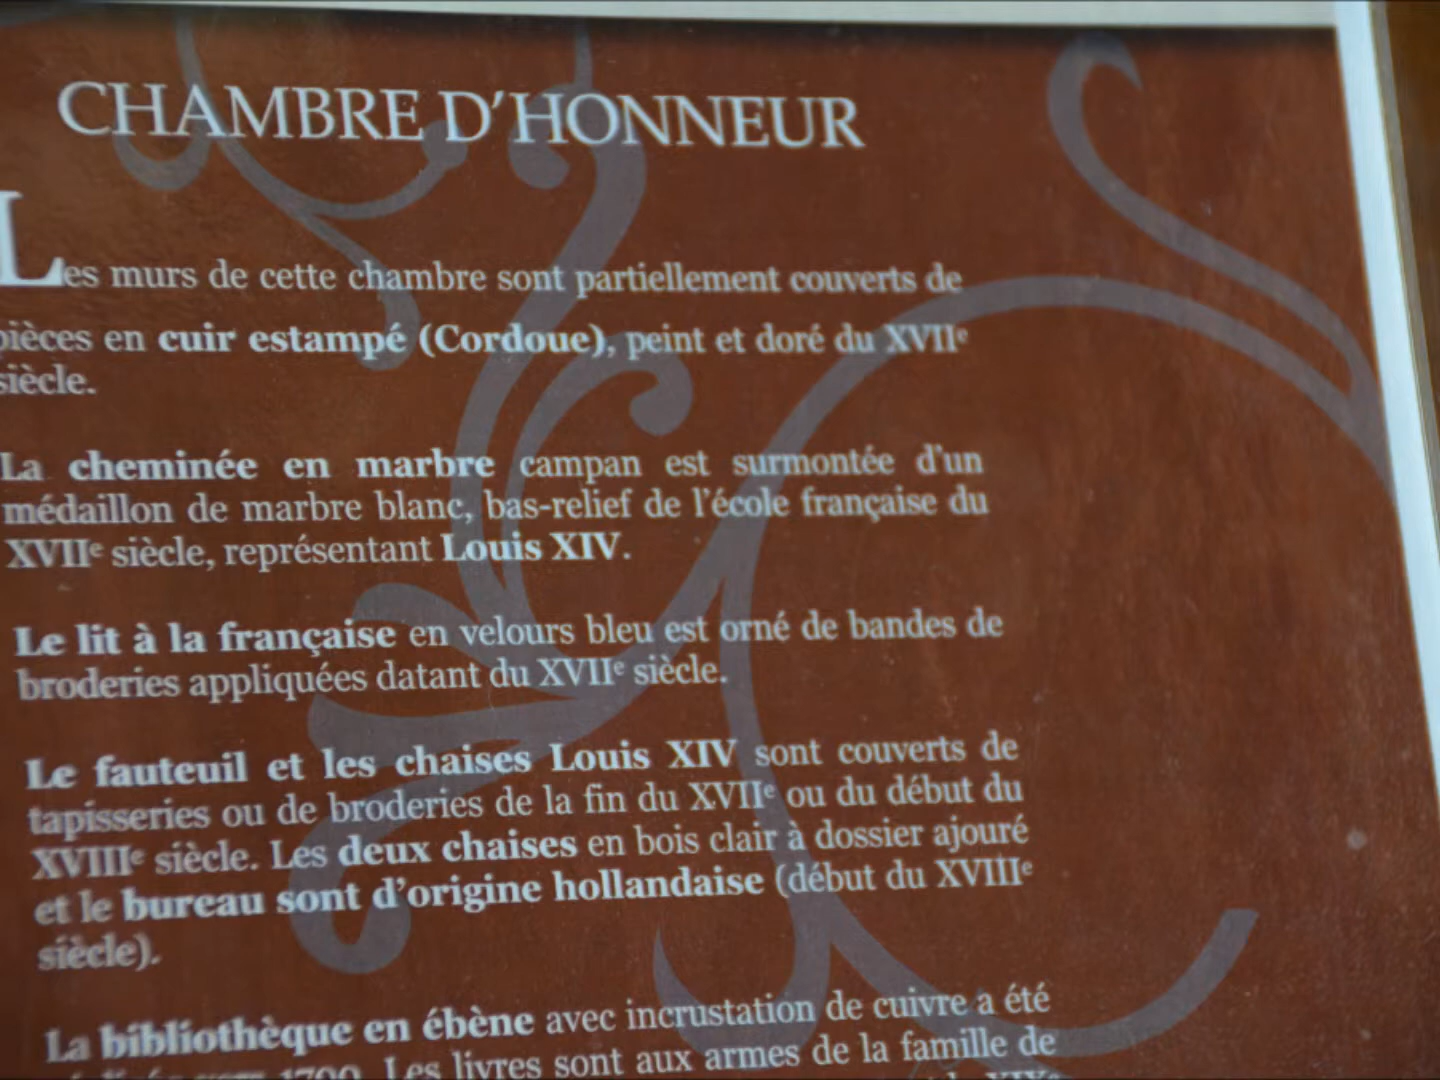 CHAMBRE D'HONNEUR
Les murs de cette chambre sont partiellement couverts de
pièces en cuir estampé (Cordoue), peint et doré du XVIIe
siècle.
La cheminée en marbre campan est surmontée d'un
médaillon de marbre blanc, bas-relief de l'école française du
XVIIe siècle, représentant Louis XIV.
Le lit à la française en velours bleu est orné de bandes de
broderies appliquées datant du XVIIe siècle.
Le fauteuil et les chaises Louis XIV sont couverts de
tapisseries ou de broderies de la fin du XVIIe ou du début du
XVIIIe siècle. Les deux chaises en bois clair à dossier ajouré
et le bureau sont d'origine hollandaise (début du XVIIIe
siècle).
La bibliothèque en ébène avec incrustation de cuivre a été
Les livres sont aux armes de la famille de